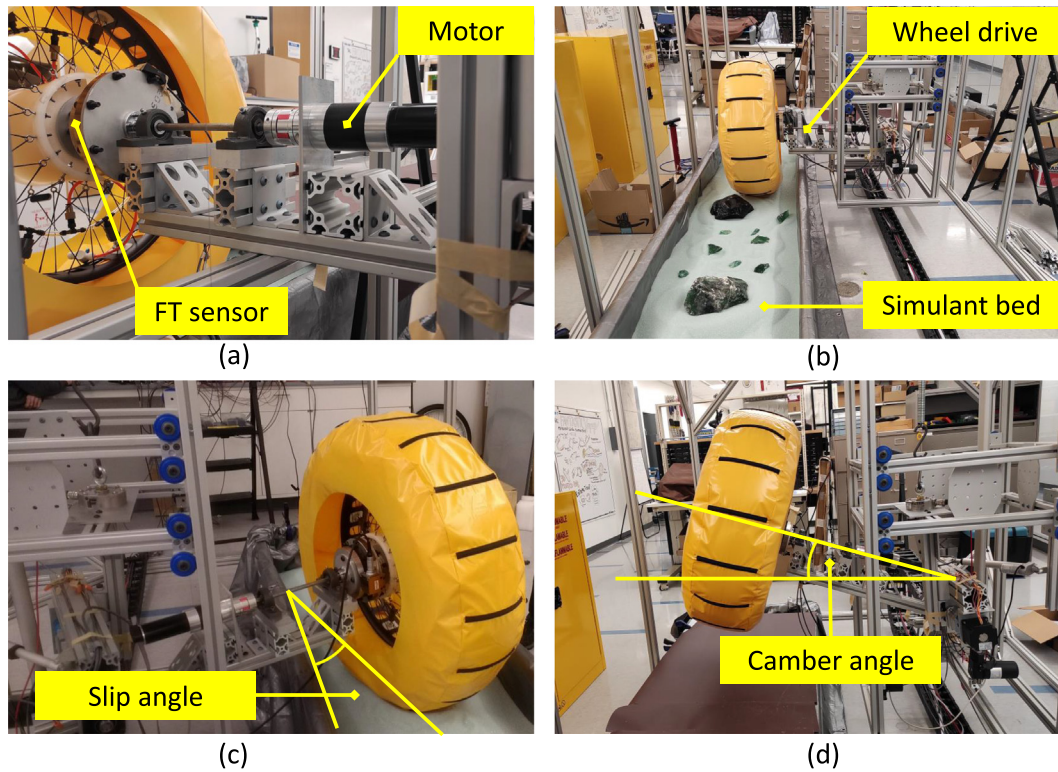 Motor
FT sensor
(a)
Wheel drive
Simulant bed
(b)
Slip angle
(c)
Camber angle
(d)